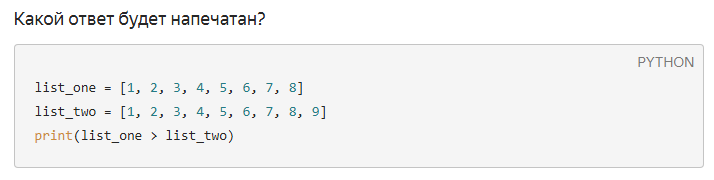 Какой ответ будет напечатан?
PYTHON
list_one = [1, 2, 3, 4, 5, 6, 7, 8]
list_two = [1, 2, 3, 4, 5, 6, 7, 8, 9]
print(list_one > list_two)